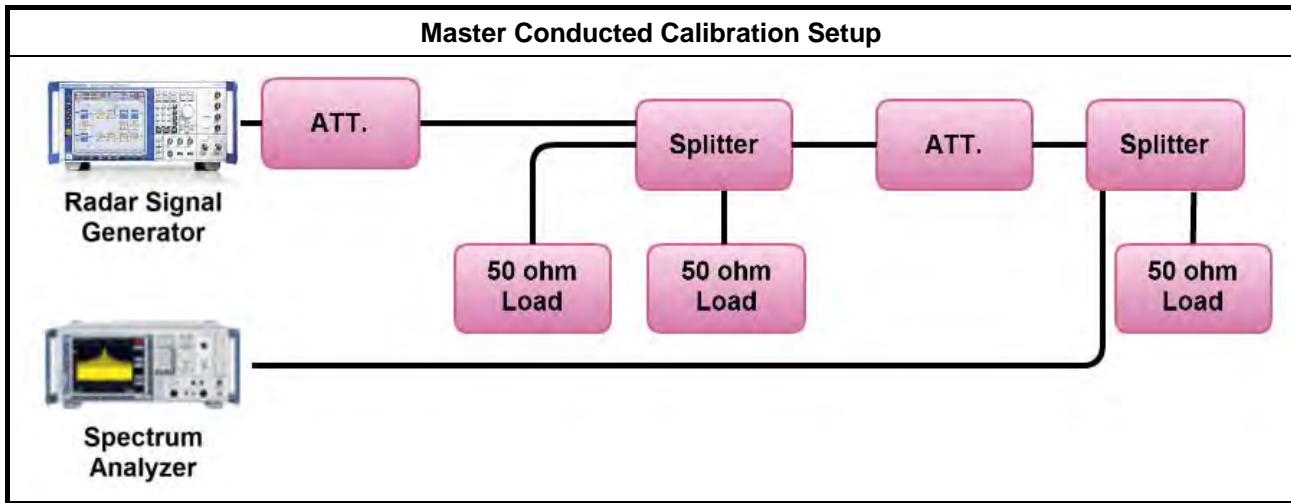 Master Conducted Calibration Setup
ATT.
Splitter
ATT.
Splitter
Radar Signal
Generator
50 ohm
Load
50 ohm
Load
50 ohm
Load
Spectrum
Analyzer